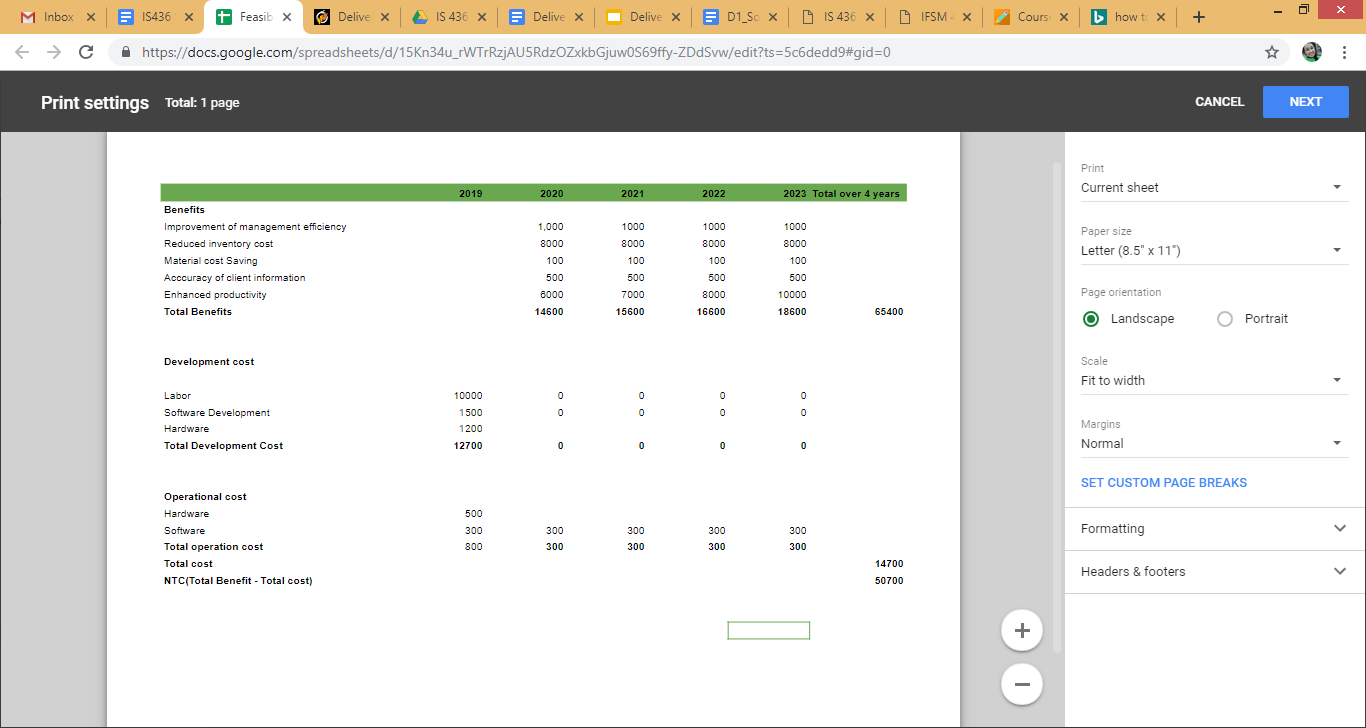 Inbox
IS436
Feasib
Delive
IS 436
Delive
Delive
D1_So
IS 436
IFSM -
Cours
how to
https://docs.google.com/spreadsheets/d/15Kn34u_rWTrRzjAU5RdzOZxkbGjuw0S69ffy-ZDdSvw/edit?ts=5c6dedd9#gid=0
Print settings Total: 1 page CANCEL NEXT
2019 2020 2021 2022 2023 Total over 4 years
Benefits
Improvement of management efficiency 1,000 1000 1000 1000
Reduced inventory cost 8000 8000 8000 8000
Material cost Saving 100 100 100 100
Acccuracy of client information 500 500 500 500
Enhanced productivity 6000 7000 8000 10000
Total Benefits 14600 15600 16600 18600 65400
Development cost
Labor 10000 0 0 0 0
Software Development 1500 0 0 0 0
Hardware 1200
Total Development Cost 12700 0 0 0 0
Operational cost
Hardware 500
Software 300 300 300 300 300
Total operation cost 800 300 300 300 300
Total cost 14700
NTC(Total Benefit - Total cost) 50700
Print
Current sheet
Paper size
Letter (8.5" x 11")
Page orientation
Landscape Portrait
Scale
Fit to width
Margins
Normal
SET CUSTOM PAGE BREAKS
Formatting
Headers & footers